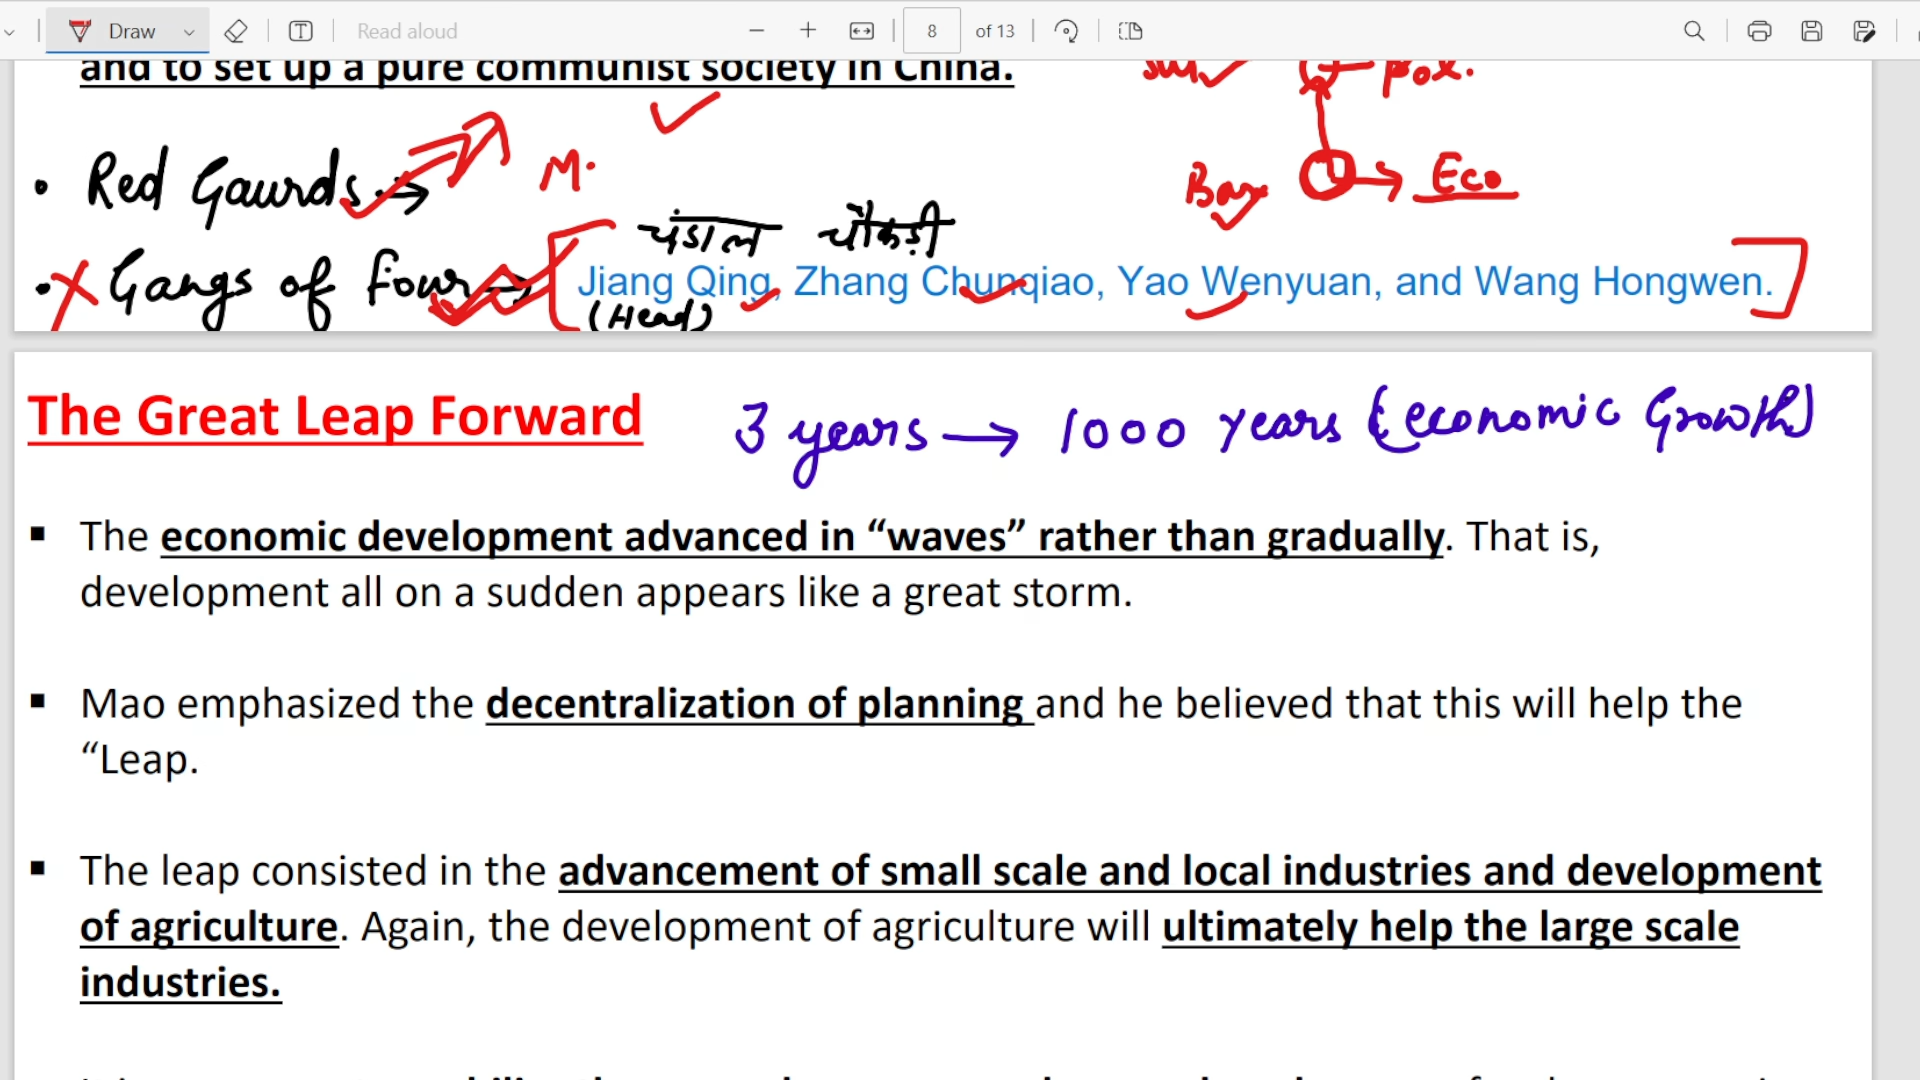 Draw
Read aloud
8 of 13
and to set up a pure communist society in China.
Pol.
• Red Gaurds → M.
Base → Eco
चंडाल चौकड़ी
• Gangs of four → Jiang Qing, Zhang Chunqiao, Yao Wenyuan, and Wang Hongwen.
(Head)
The Great Leap Forward 3 years → 1000 years (economic Growth)
▪ The economic development advanced in “waves” rather than gradually. That is,
development all on a sudden appears like a great storm.
▪ Mao emphasized the decentralization of planning and he believed that this will help the
“Leap.
▪ The leap consisted in the advancement of small scale and local industries and development
of agriculture. Again, the development of agriculture will ultimately help the large scale
industries.